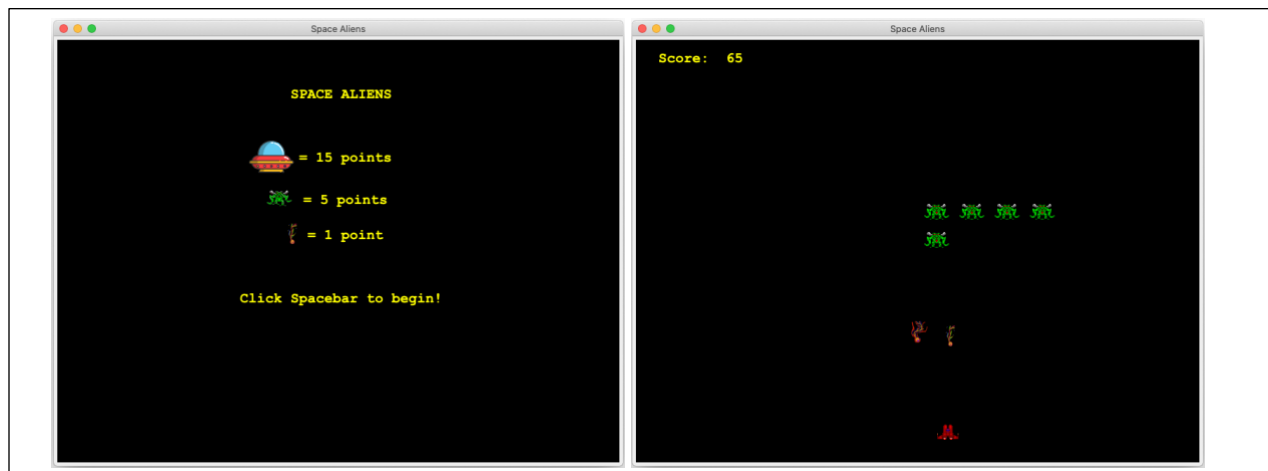 Space Aliens
SPACE ALIENS
= 15 points
= 5 points
= 1 point
Click Spacebar to begin!
Space Aliens
Score: 65